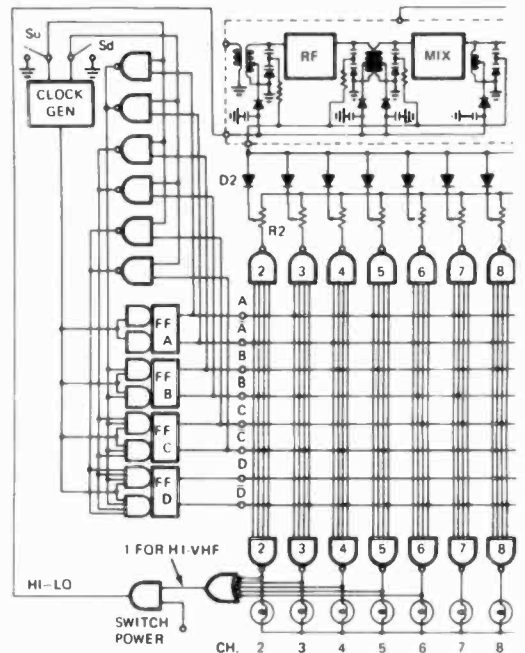 Su
Sd
CLOCK
GEN
RF
MIX
D2
R2
2 3 4 5 6 7 8
A
A
B
B
C
C
D
D̅
FF
A
FF
B
FF
C
FF
D
2 3 4 5 6 7 8
1 FOR HI-VHF
HI-LO
SWITCH
POWER
CH. 2 3 4 5 6 7 8